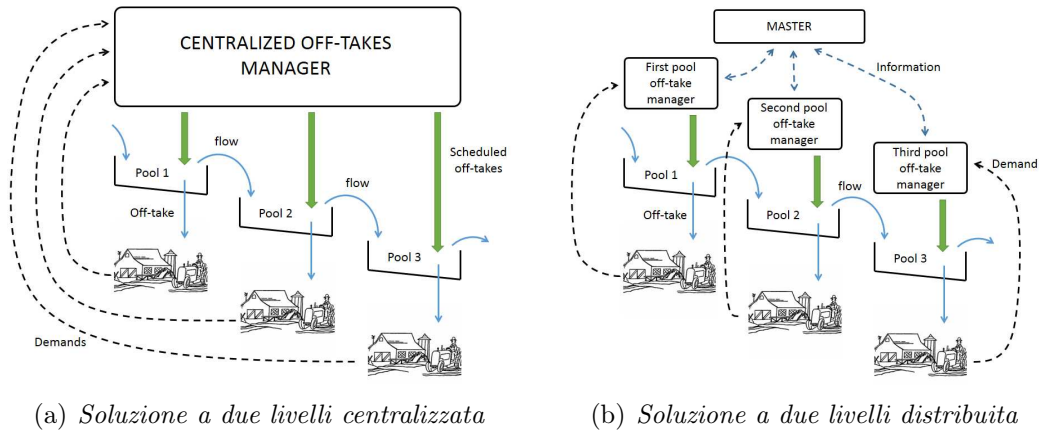 CENTRALIZED OFF-TAKES
MANAGER
flow
Pool 1
Scheduled
off-takes
flow
Off-take
Pool 2
Pool 3
Demands
(a) Soluzione a due livelli centralizzata
MASTER
Information
First pool
off-take
manager
Second pool
off-take
manager
Third pool
off-take
manager
Demand
Pool 1
flow
Off-take
Pool 2
Pool 3
(b) Soluzione a due livelli distribuita